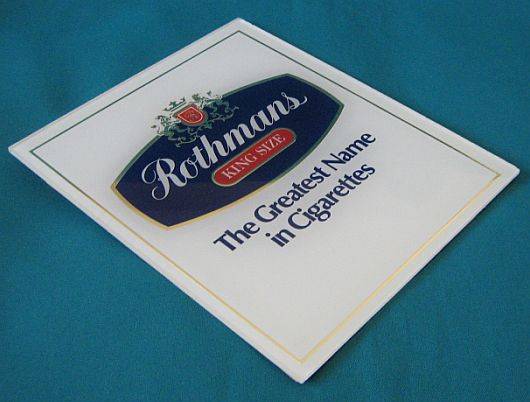 Rothmans
KING SIZE
The Greatest Name
in Cigarettes